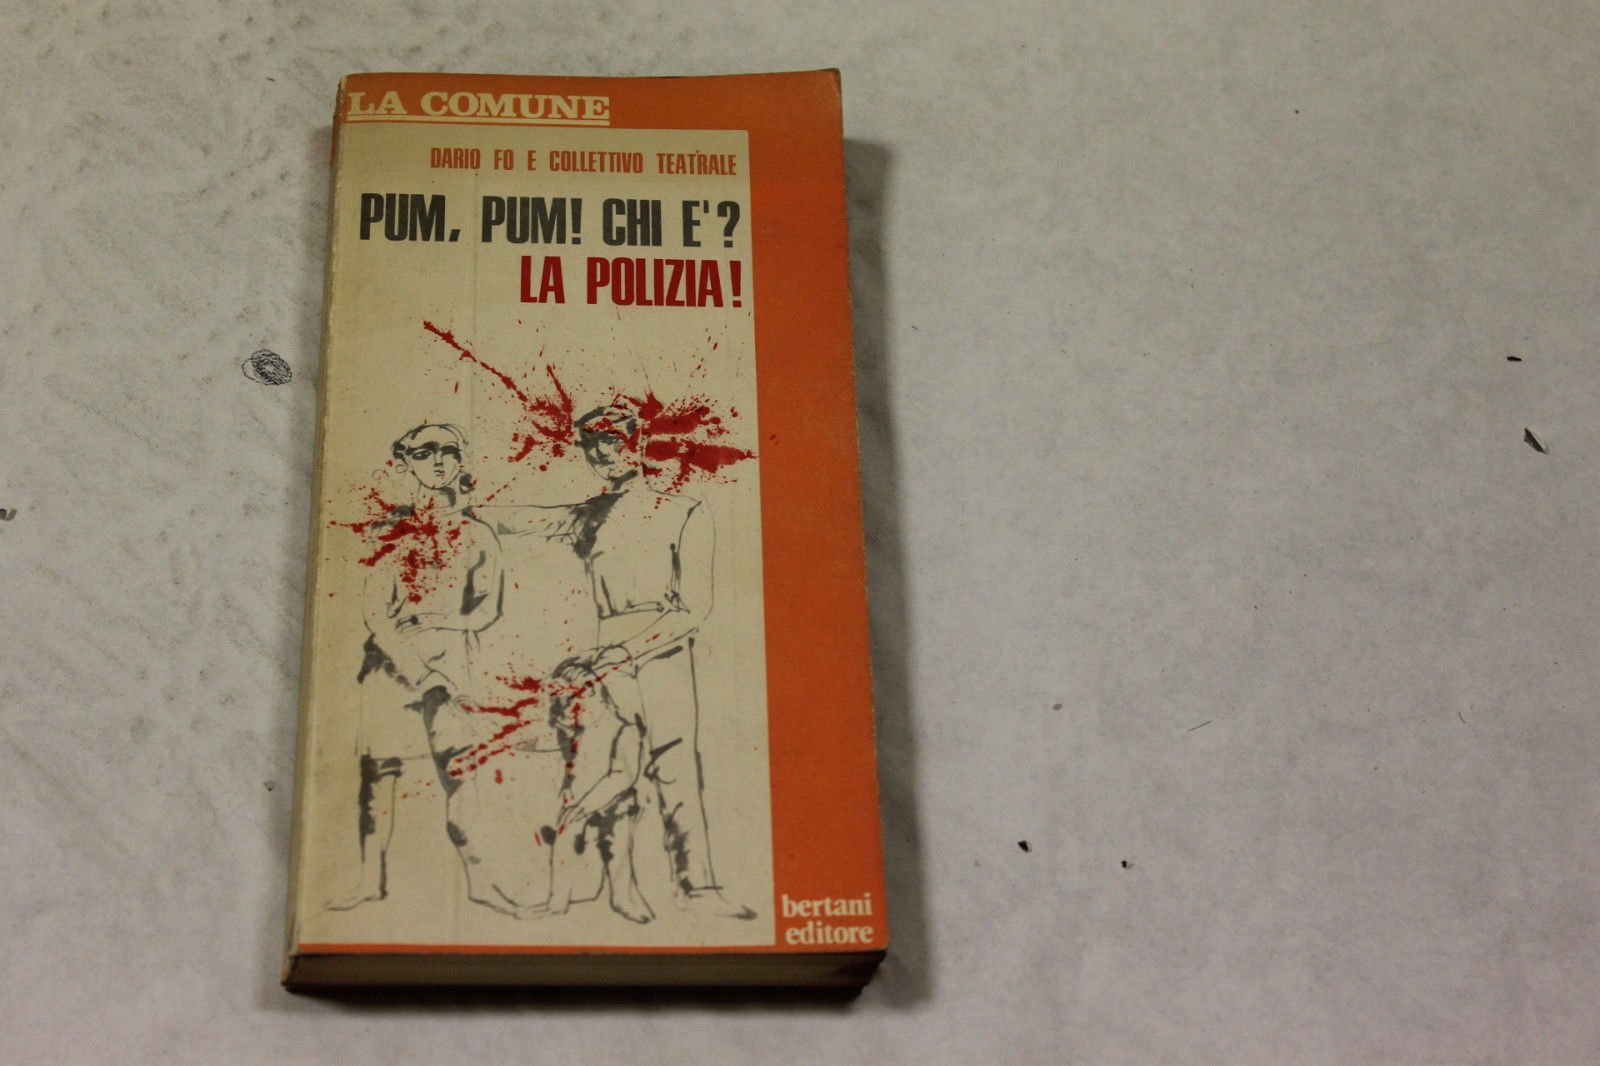 LA COMUNE
DARIO FO E COLLETTIVO TEATRALE
PUM, PUM! CHI E'?
LA POLIZIA!
bertani
editore